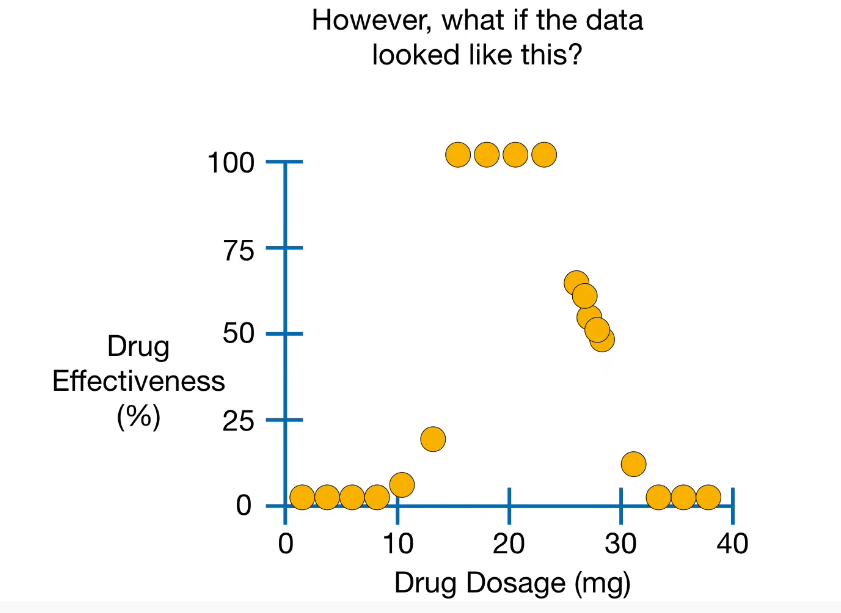 However, what if the data
looked like this?
100
75
50
25
0
Drug
Effectiveness
(%)
0 10 20 30 40
Drug Dosage (mg)